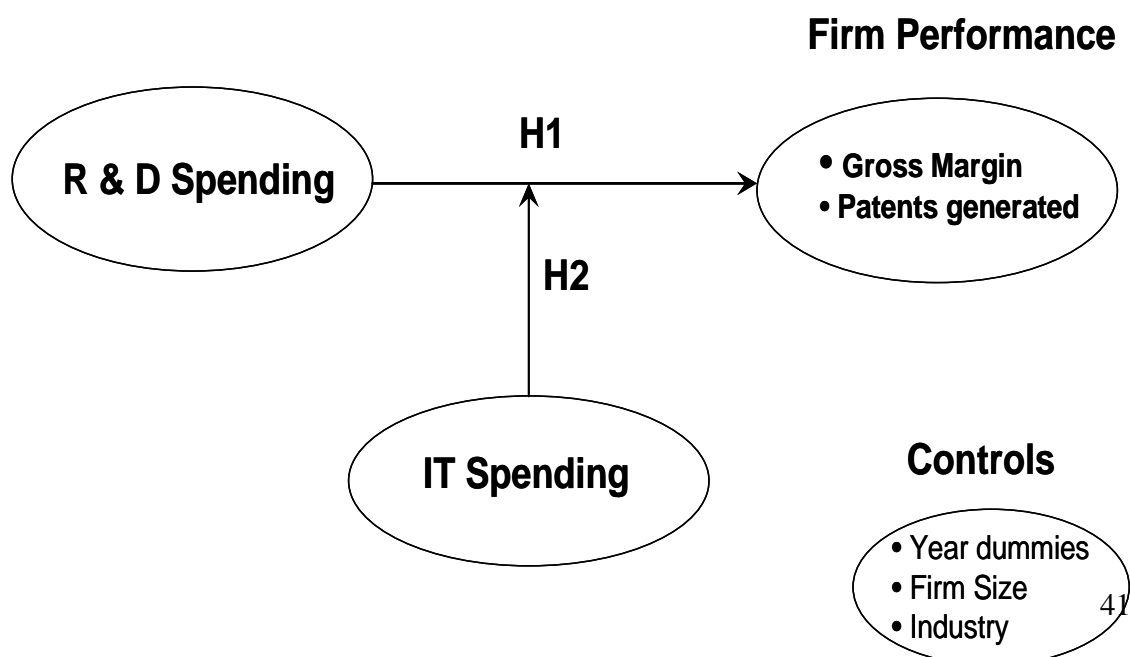 Firm Performance
H1
R & D Spending
• Gross Margin
• Patents generated
H2
IT Spending
Controls
• Year dummies
• Firm Size
• Industry
41